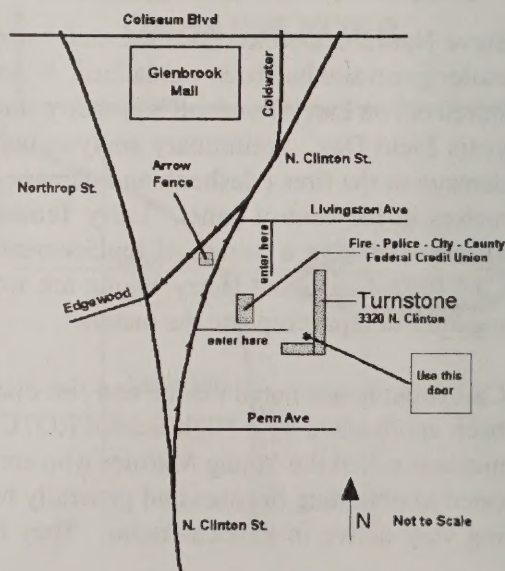 Coliseum Blvd
Glenbrook
Mall
Coldwater
N. Clinton St.
Arrow
Fence
Northrop St.
Livingston Ave
enter here
Fire - Police - City - County
Federal Credit Union
Edgewood
Turnstone
3320 N. Clinton
enter here
Use this
door
Penn Ave
N
Not to Scale
N. Clinton St.